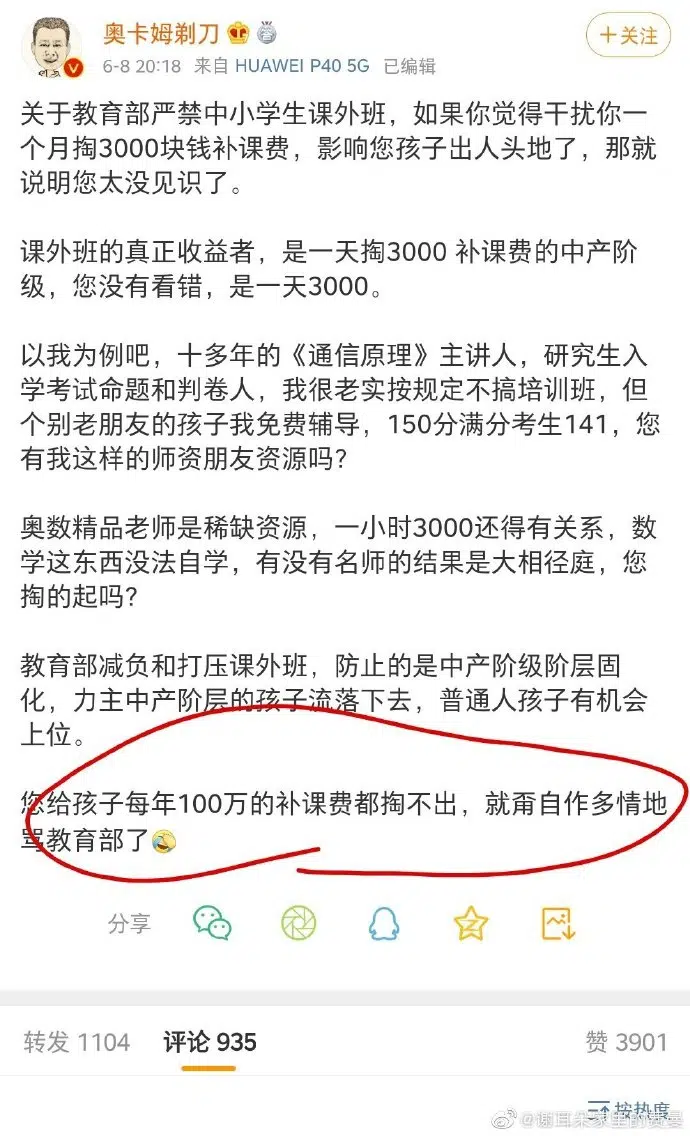 奥卡姆剃刀
+关注
6-8 20:18 来自 HUAWEI P40 5G 已编辑
关于教育部严禁中小学生课外班，如果你觉得干扰你一
个月掏3000块钱补课费，影响您孩子出人头地了，那就
说明您太没见识了。
课外班的真正收益者，是一天掏3000 补课费的中产阶
级，您没有看错，是一天3000。
以我为例吧，十多年的《通信原理》主讲人，研究生入
学考试命题和判卷人，我很老实按规定不搞培训班，但
个别老朋友的孩子我免费辅导，150分满分考生141，您
有我这样的师资朋友资源吗？
奥数精品老师是稀缺资源，一小时3000还得有关系，数
学这东西没法自学，有没有名师的结果是大相径庭，您
掏的起吗？
教育部减负和打压课外班，防止的是中产阶级阶层固
化，力主中产阶层的孩子流落下去，普通人孩子有机会
上位。
您给孩子每年100万的补课费都掏不出，就甭自作多情地
骂教育部了
分享
转发 1104
评论 935
赞 3901
按热度
@谢耳朵家里的费曼